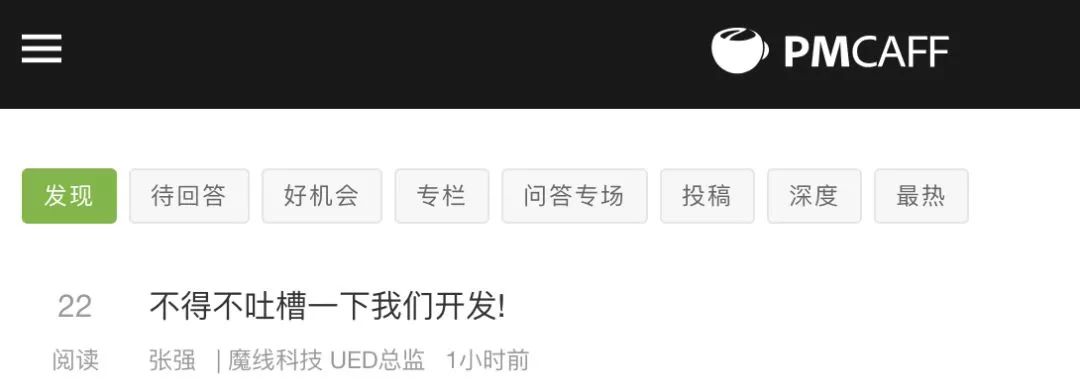 PMCAFF
发现 待回答 好机会 专栏 问答专场 投稿 深度 最热
22 不得不吐槽一下我们开发!
阅读 张强 | 魔线科技 UED总监 1小时前